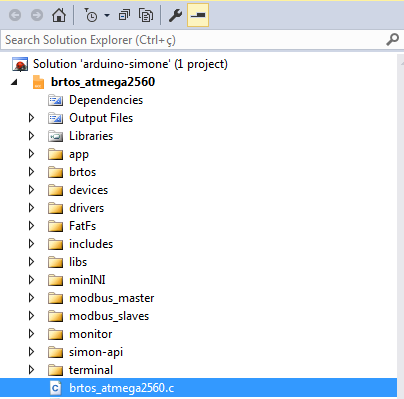 Search Solution Explorer (Ctrl+ç)
Solution 'arduino-simone' (1 project)
brtos_atmega2560
Dependencies
Output Files
Libraries
app
brtos
devices
drivers
FatFs
includes
libs
minINI
modbus_master
modbus_slaves
monitor
simon-api
terminal
brtos_atmega2560.c